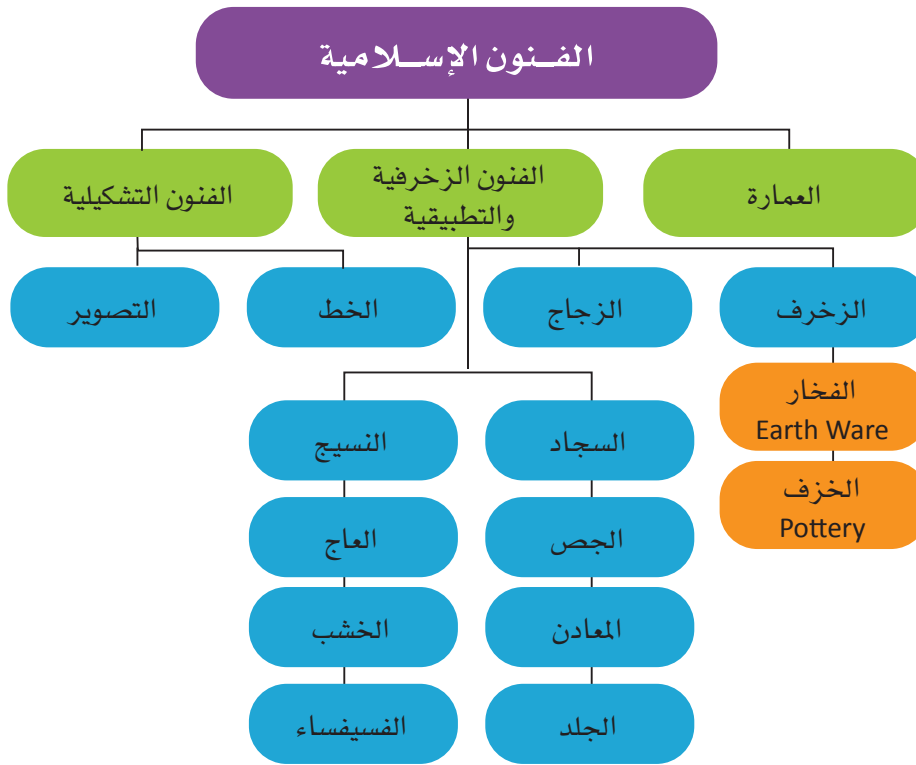 الفنون الإسلامية
العمارة
الفنون الزخرفية
والتطبيقية
الفنون التشكيلية
الزخرف
الزجاج
الخط
التصوير
الفخار
Earth Ware
الخزف
Pottery
السجاد
النسيج
الجص
العاج
المعادن
الخشب
الجلد
الفسيفساء